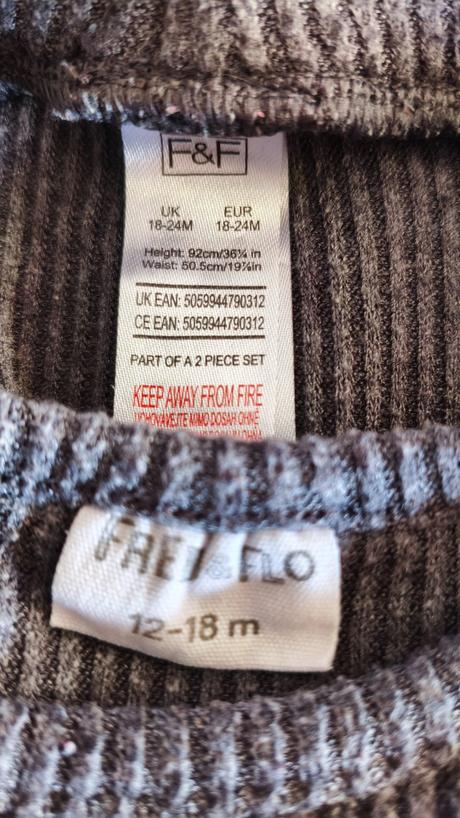 F&F
UK EUR
18-24M 18-24M
Height: 92cm/36¼ in
Waist: 50.5cm/19⅞in
UK EAN: 5059944790312
CE EAN: 5059944790312
PART OF A 2 PIECE SET
KEEP AWAY FROM FIRE
UCHOVÁVEJTE MIMO DOSAH OHNĚ
FRED & FLO
12-18 m